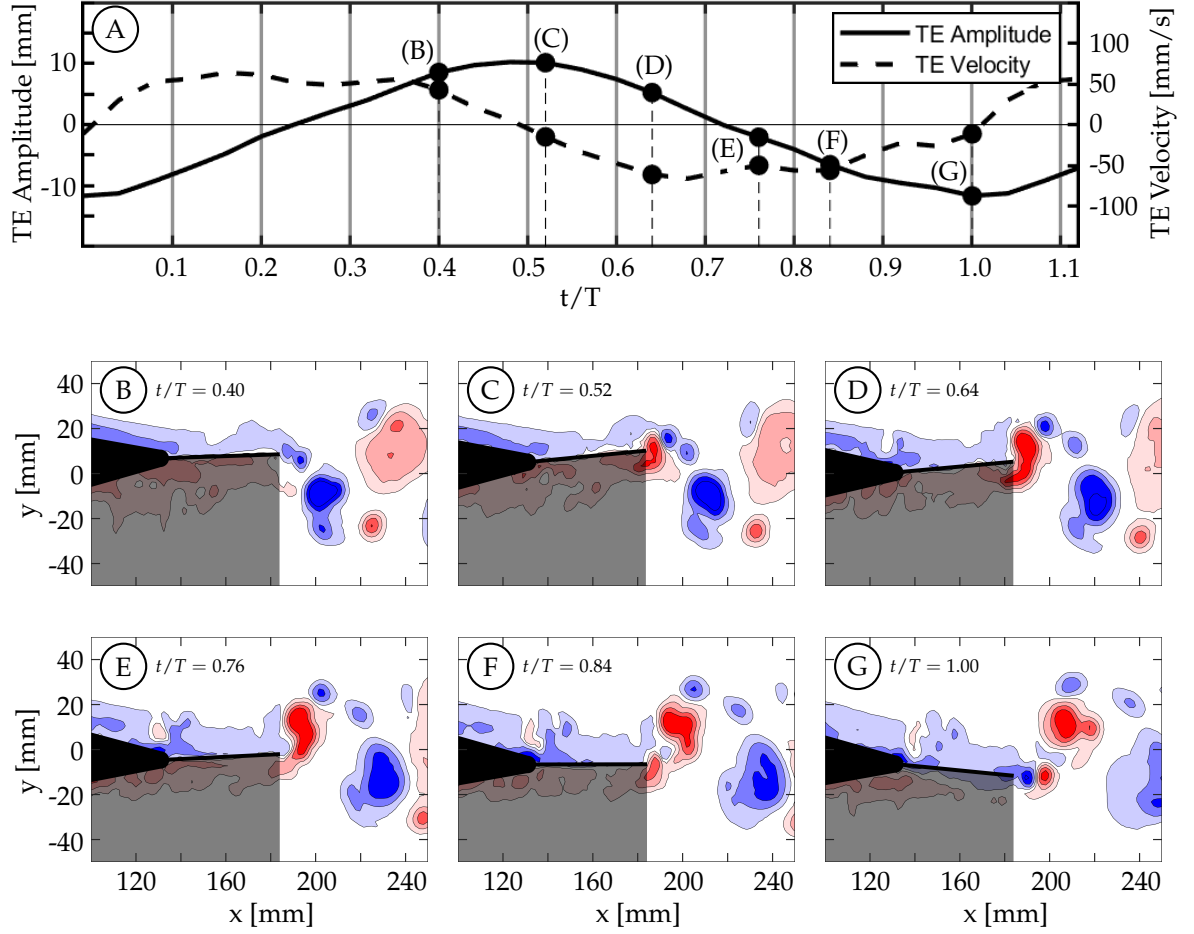 A
(B)
(C)
(D)
(E)
(F)
(G)
TE Amplitude
TE Velocity
TE Amplitude [mm]
10
0
-10
TE Velocity [mm/s]
100
50
0
-50
-100
0.1 0.2 0.3 0.4 0.5 0.6 0.7 0.8 0.9 1.0 1.1
t/T
B t/T = 0.40
C t/T = 0.52
D t/T = 0.64
y [mm]
40
20
0
-20
-40
E t/T = 0.76
F t/T = 0.84
G t/T = 1.00
y [mm]
40
20
0
-20
-40
120 160 200 240
120 160 200 240
120 160 200 240
x [mm]
x [mm]
x [mm]